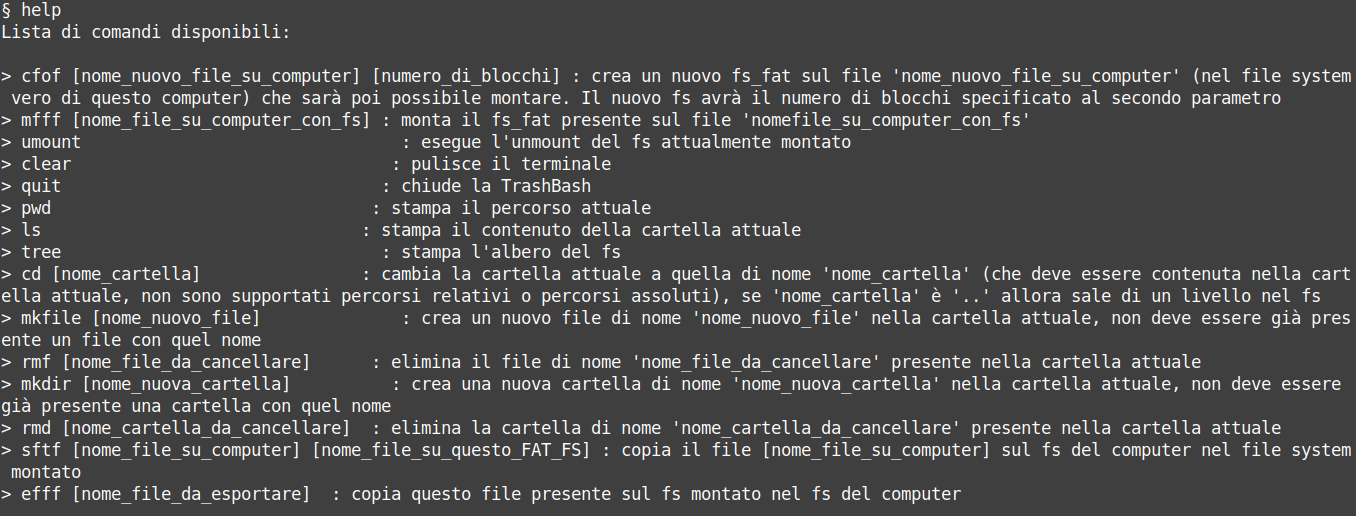 § help
Lista di comandi disponibili:

> cfof [nome_nuovo_file_su_computer] [numero_di_blocchi] : crea un nuovo fs_fat sul file 'nome_nuovo_file_su_computer' (nel file system
 vero di questo computer) che sarà poi possibile montare. Il nuovo fs avrà il numero di blocchi specificato al secondo parametro
> mfff [nome_file_su_computer_con_fs] : monta il fs_fat presente sul file 'nomefile_su_computer_con_fs'
> umount                                : esegue l'unmount del fs attualmente montato
> clear                                : pulisce il terminale
> quit                                : chiude la TrashBash
> pwd                                : stampa il percorso attuale
> ls                                : stampa il contenuto della cartella attuale
> tree                                : stampa l'albero del fs
> cd [nome_cartella]                : cambia la cartella attuale a quella di nome 'nome_cartella' (che deve essere contenuta nella cart
ella attuale, non sono supportati percorsi relativi o percorsi assoluti), se 'nome_cartella' è '..' allora sale di un livello nel fs
> mkfile [nome_nuovo_file]              : crea un nuovo file di nome 'nome_nuovo_file' nella cartella attuale, non deve essere già pres
ente un file con quel nome
> rmf [nome_file_da_cancellare]      : elimina il file di nome 'nome_file_da_cancellare' presente nella cartella attuale
> mkdir [nome_nuova_cartella]          : crea una nuova cartella di nome 'nome_nuova_cartella' nella cartella attuale, non deve essere
già presente una cartella con quel nome
> rmd [nome_cartella_da_cancellare]  : elimina la cartella di nome 'nome_cartella_da_cancellare' presente nella cartella attuale
> sftf [nome_file_su_computer] [nome_file_su_questo_FAT_FS] : copia il file [nome_file_su_computer] sul fs del computer nel file system
 montato
> efff [nome_file_da_esportare]  : copia questo file presente sul fs montato nel fs del computer